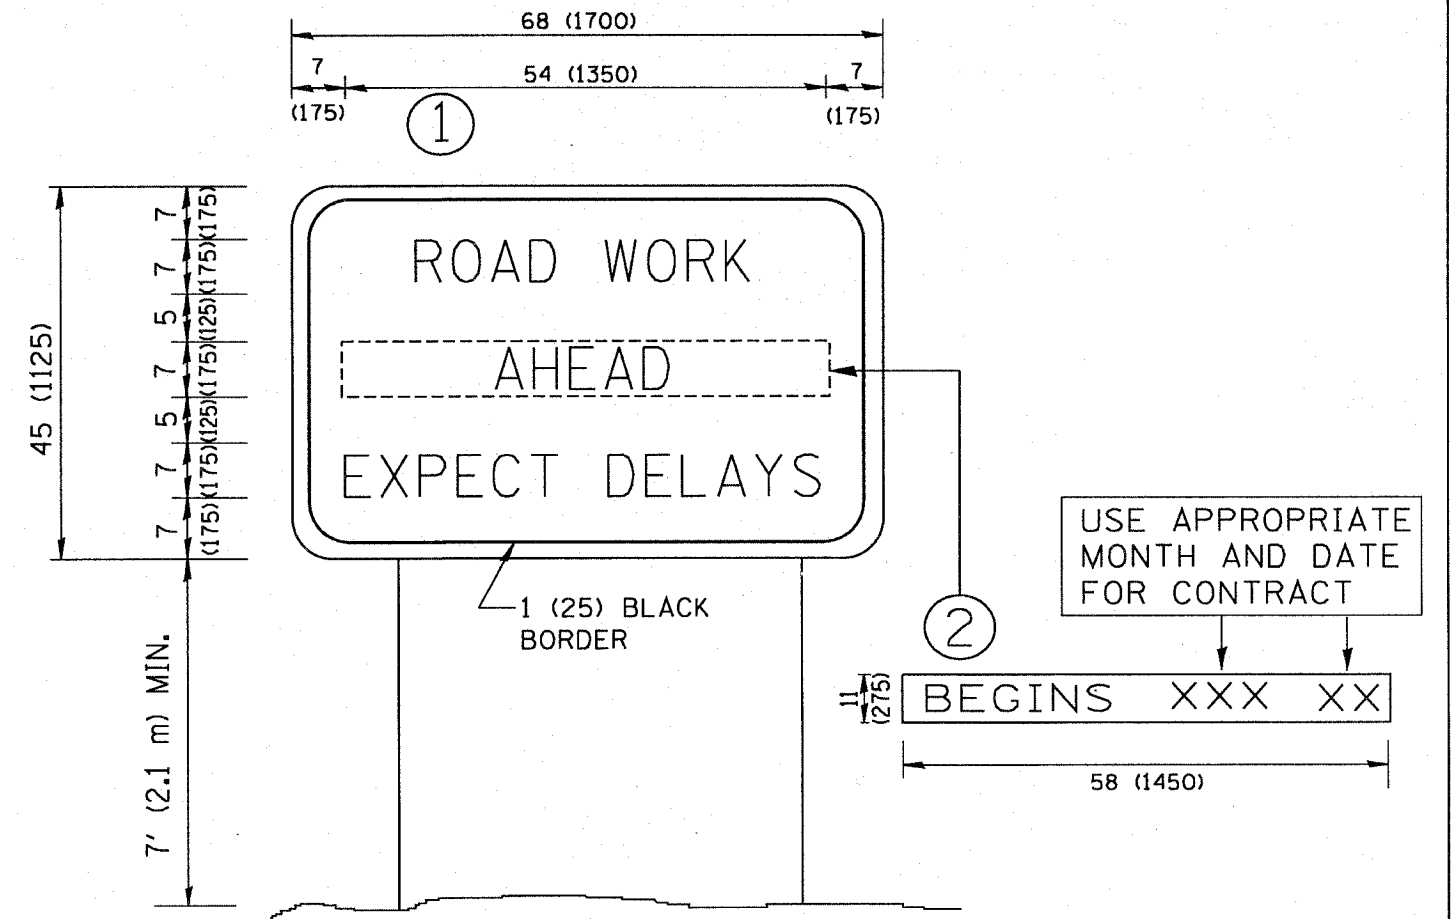 68 (1700)
7 54 (1350) 7
(175) (175)
1
45 (1125)
7 (175)
7 (175)
5 (125)
7 (175)
5 (125)
7 (175)
7 (175)
ROAD WORK
AHEAD
EXPECT DELAYS
1 (25) BLACK
BORDER
7' (2.1 m) MIN.
2
USE APPROPRIATE
MONTH AND DATE
FOR CONTRACT
11
(275)
BEGINS XXX XX
58 (1450)